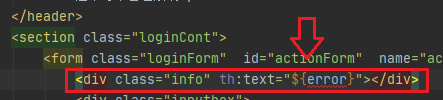 </header>
<section class="loginCont">
<form class="loginForm" id="actionForm" name="ac
<div class="info" th:text="${error}"></div>
<div class="inputbox">